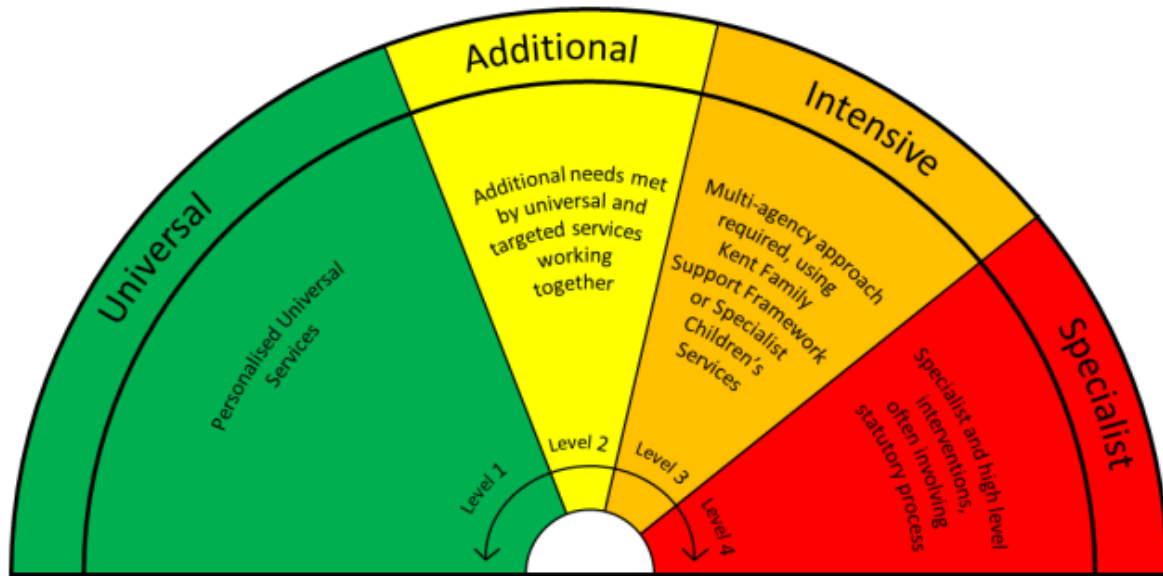 Universal
Personalised Universal
Services
Level 1
Additional
Additional needs met
by universal and
targeted services
working
together
Level 2
Intensive
Multi-agency approach
required, using
Kent Family
Support Framework
or Specialist
Children's
Services
Level 3
Specialist
Specialist and high level
interventions,
often involving
statutory process
Level 4